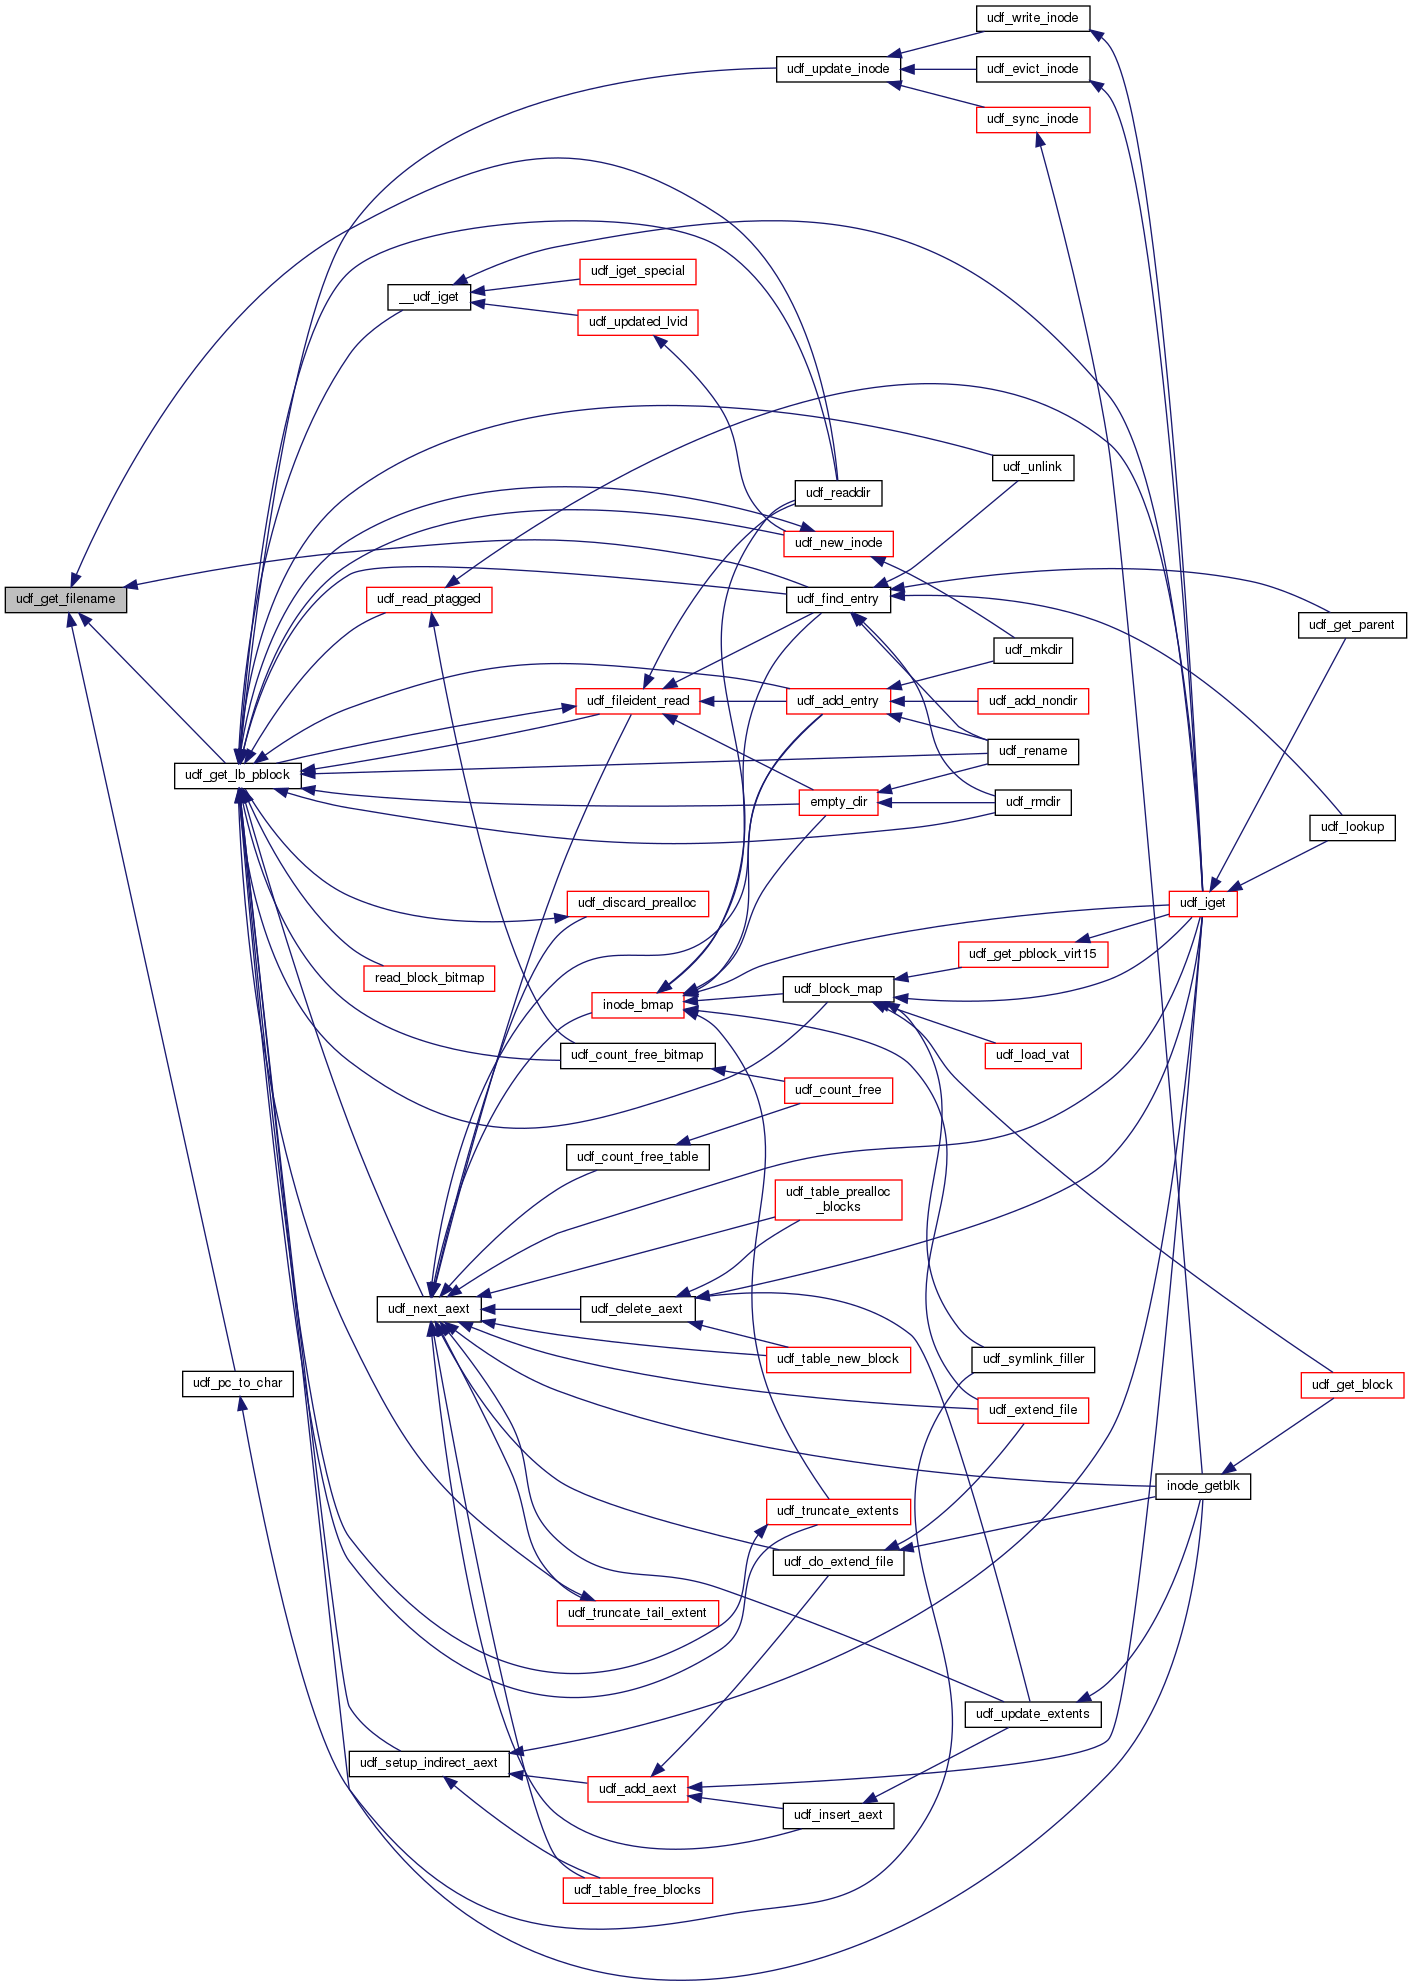 udf_write_inode
udf_update_inode
udf_evict_inode
udf_sync_inode
udf_iget_special
__udf_iget
udf_updated_lvid
udf_unlink
udf_readdir
udf_new_inode
udf_get_filename
udf_read_ptagged
udf_find_entry
udf_get_parent
udf_mkdir
udf_fileident_read
udf_add_entry
udf_add_nondir
udf_rename
udf_get_lb_pblock
empty_dir
udf_rmdir
udf_lookup
udf_discard_prealloc
udf_iget
udf_get_pblock_virt15
read_block_bitmap
udf_block_map
inode_bmap
udf_count_free_bitmap
udf_load_vat
udf_count_free
udf_count_free_table
udf_table_prealloc
_blocks
udf_next_aext
udf_delete_aext
udf_table_new_block
udf_symlink_filler
udf_pc_to_char
udf_get_block
udf_extend_file
inode_getblk
udf_truncate_extents
udf_do_extend_file
udf_truncate_tail_extent
udf_update_extents
udf_setup_indirect_aext
udf_add_aext
udf_insert_aext
udf_table_free_blocks